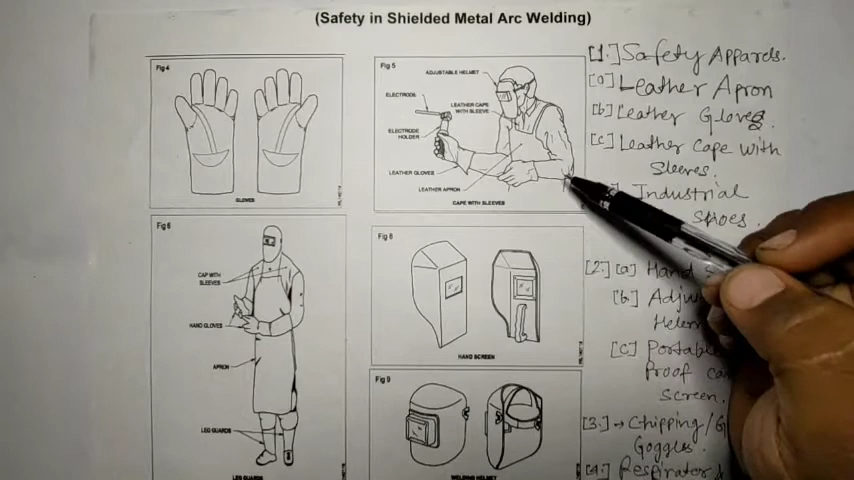 (Safety in Shielded Metal Arc Welding)
Fig 4
GLOVES
Fig 5
ADJUSTABLE HELMET
ELECTRODE
LEATHER CAPE
WITH SLEEVE
ELECTRODE
HOLDER
LEATHER GLOVES
LEATHER APRON
CAPE WITH SLEEVES
Fig 6
CAP WITH
SLEEVES
HAND GLOVES
APRON
LEG GUARDS
LEG GUARDS
Fig 8
HAND SCREEN
Fig 9
WELDING HELMET
[1.] Safety Apparels.
[a] Leather Apron
[b] Leather Gloves.
[c] Leather Cape with
Sleeves.
Industrial
Shoes.
[2.] [a] Hand
[b]
[c]
Proof
Screen.
[3.] → Chipping/
Goggles.
[4.] Respirator &